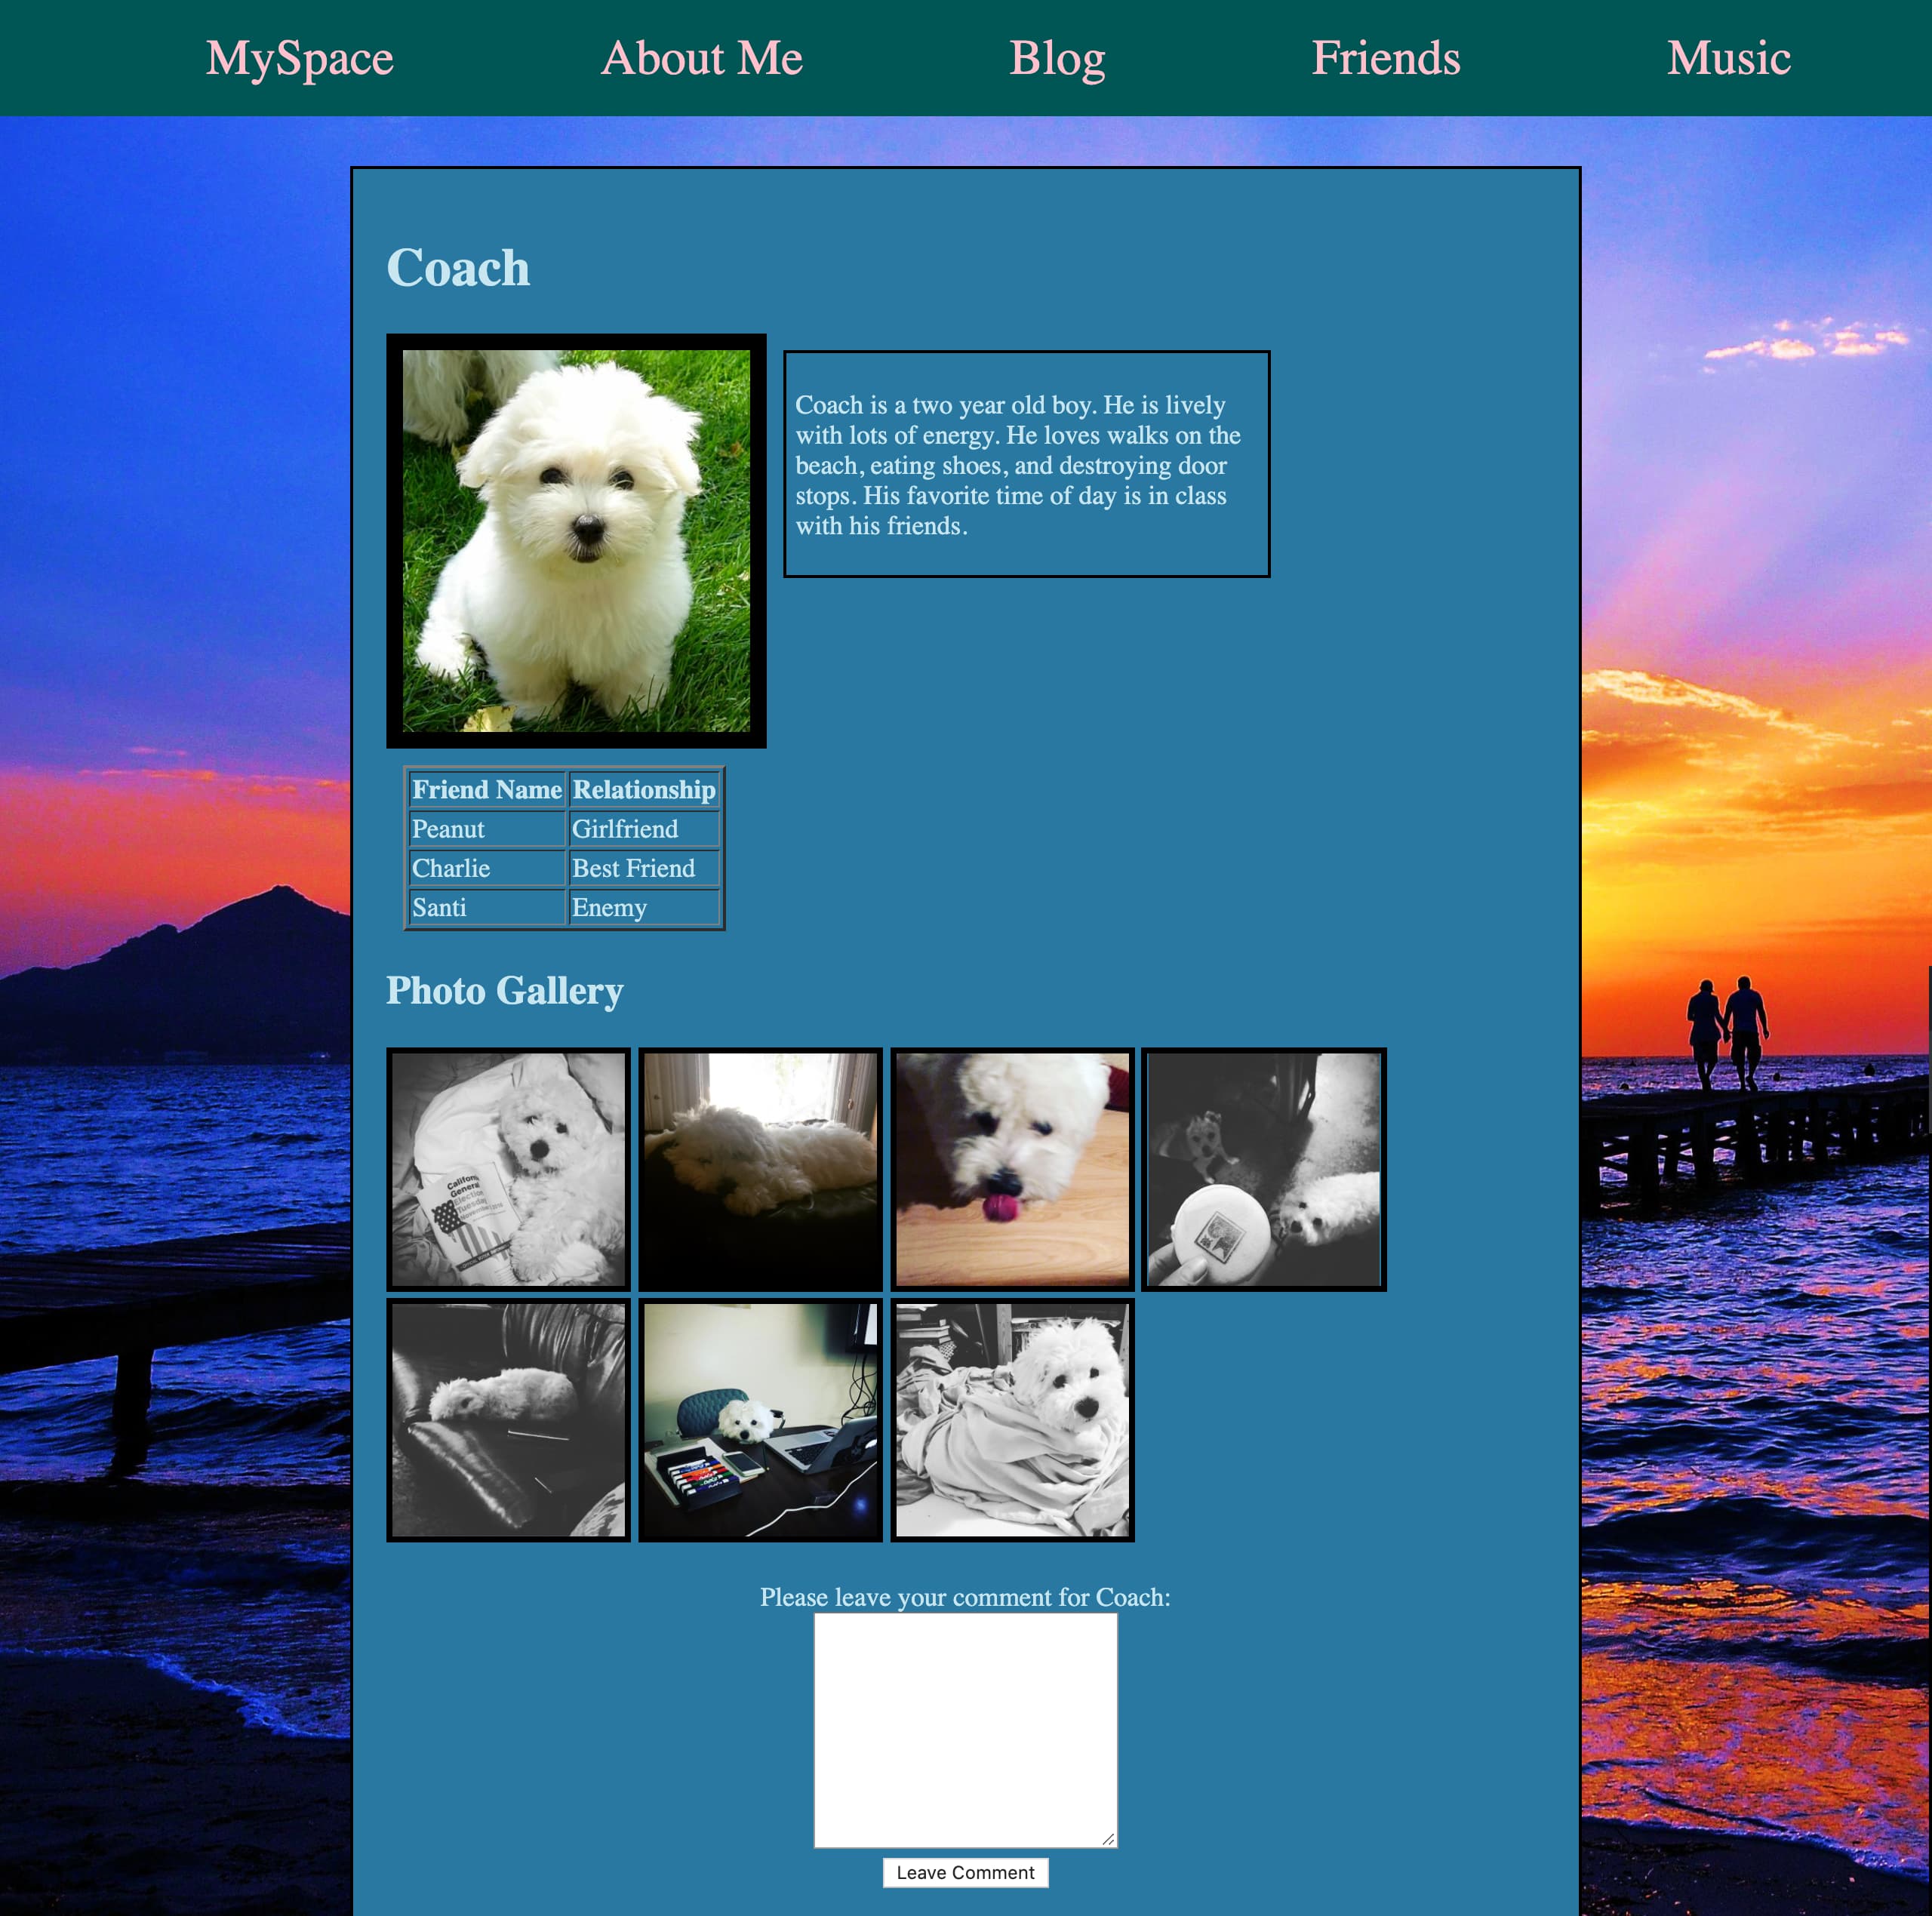 MySpace About Me Blog Friends Music
Coach
Coach is a two year old boy. He is lively
with lots of energy. He loves walks on the
beach, eating shoes, and destroying door
stops. His favorite time of day is in class
with his friends.
Friend Name Relationship
Peanut Girlfriend
Charlie Best Friend
Santi Enemy
Photo Gallery
General
Election
Tuesday
Please leave your comment for Coach:
Leave Comment